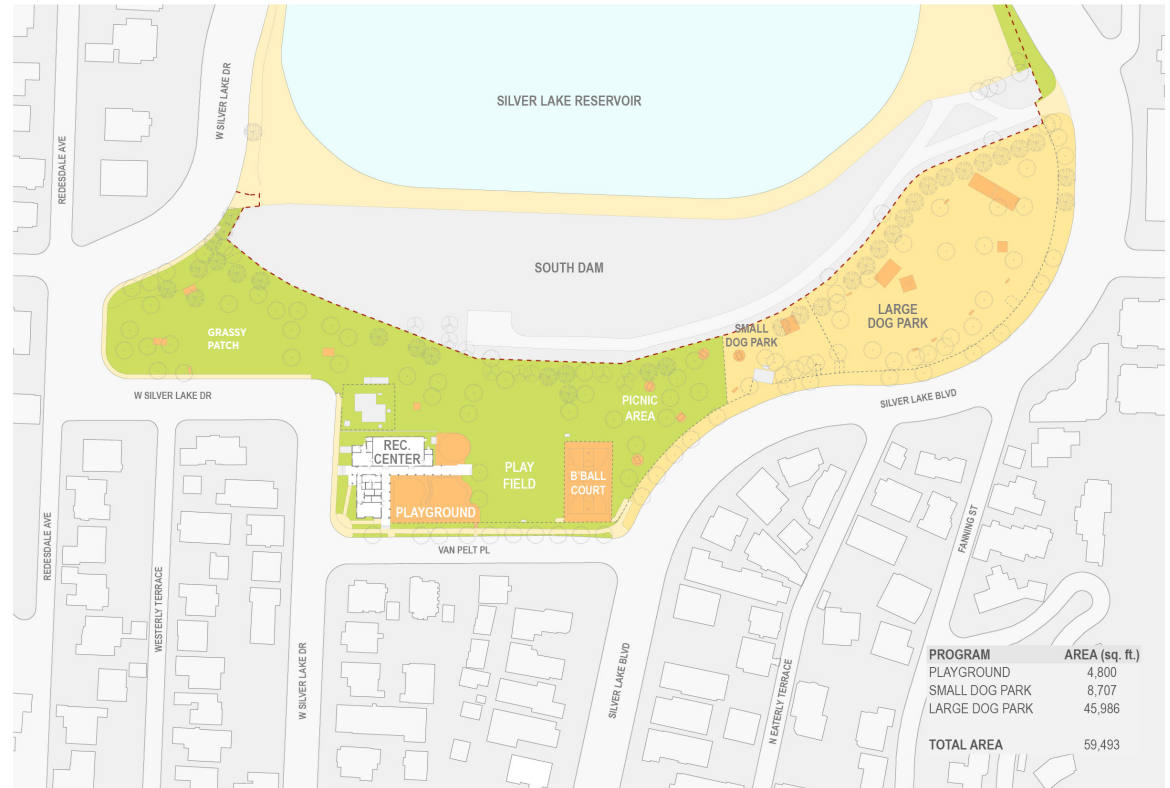 SILVER LAKE RESERVOIR
W SILVER LAKE DR
REDESDALE AVE
SOUTH DAM
GRASSY
PATCH
SMALL
DOG PARK
LARGE
DOG PARK
W SILVER LAKE DR
SILVER LAKE BLVD
PICNIC
AREA
REC.
CENTER
PLAY
FIELD
B'BALL
COURT
PLAYGROUND
VAN PELT PL
REDESDALE AVE
WESTERLY TERRACE
W SILVER LAKE DR
SILVER LAKE BLVD
N EATERLY TERRACE
FANNING ST
PROGRAM AREA (sq. ft.)
PLAYGROUND 4,800
SMALL DOG PARK 8,707
LARGE DOG PARK 45,986
TOTAL AREA 59,493